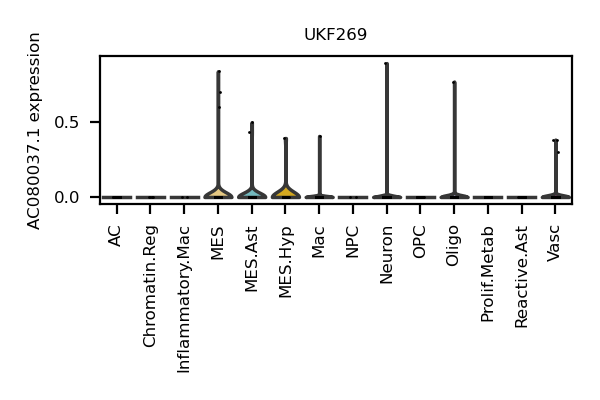 UKF269
AC080037.1 expression
0.5
0.0
AC
Chromatin.Reg
Inflammatory.Mac
MES
MES.Ast
MES.Hyp
Mac
NPC
Neuron
OPC
Oligo
Prolif.Metab
Reactive.Ast
Vasc